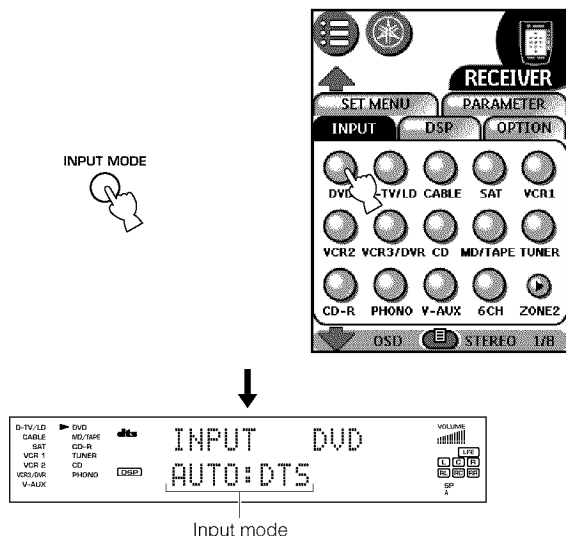 RECEIVER
SET MENU PARAMETER
INPUT DSP OPTION
INPUT MODE
DVD -TV/LD CABLE SAT VCR1
VCR2 VCR3/DVR CD MD/TAPE TUNER
CD-R PHONO V-AUX 6CH ZONE2
OSD STEREO 1/8
D-TV/LD DVD
CABLE MD/TAPE
SAT CD-R
VCR 1 TUNER
VCR 2 CD
VCR3/DVR PHONO
V-AUX
dts
DSP
INPUT DVD
AUTO:DTS
VOLUME
LFE
L C R
RL RC RR
SP
A
Input mode